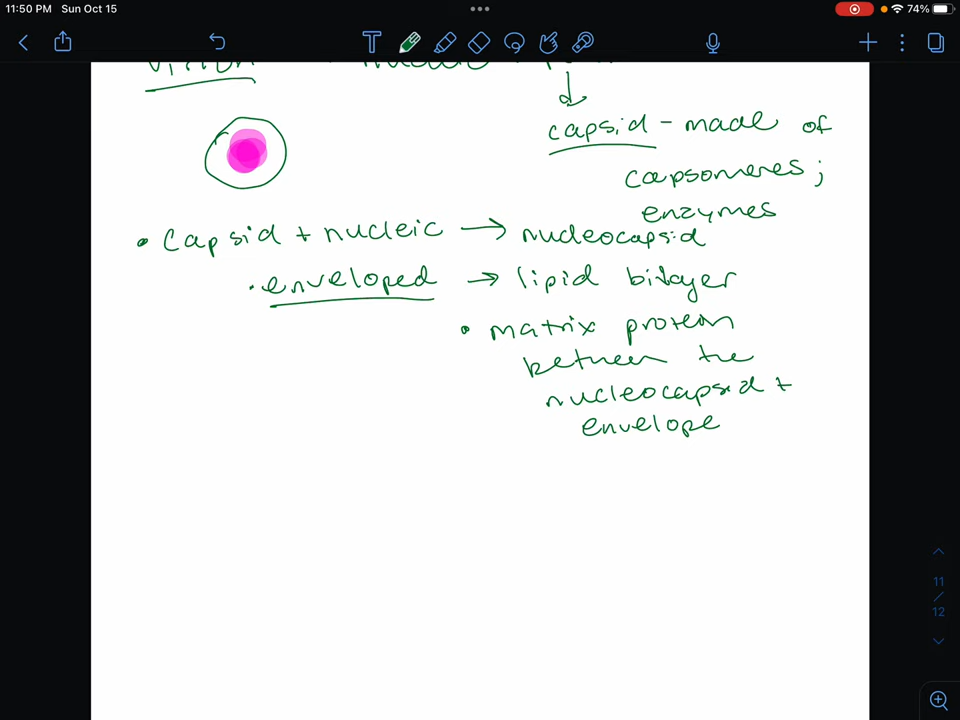 11:50 PM Sun Oct 15
74%
T
virion
capsid - made of
capsomeres;
enzymes
• capsid + nucleic → nucleocapsid
• enveloped → lipid bilayer
• matrix protein
between the
nucleocapsid +
envelope
11
/
12